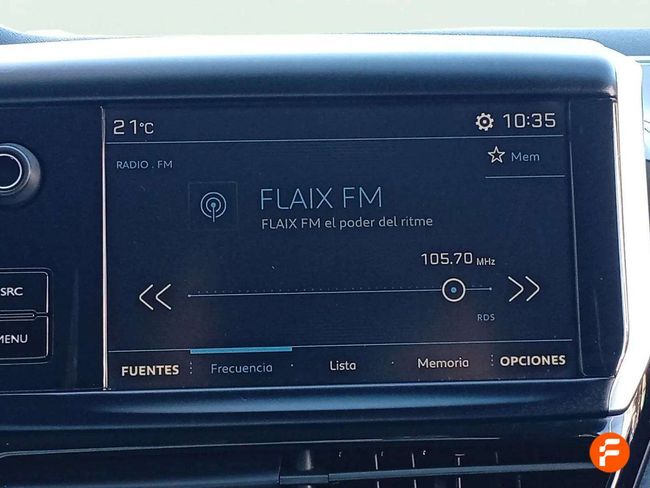 21°C
10:35
RADIO . FM
Mem
FLAIX FM
FLAIX FM el poder del ritme
105.70 MHz
SRC
MENU
RDS
FUENTES Frecuencia Lista Memoria OPCIONES